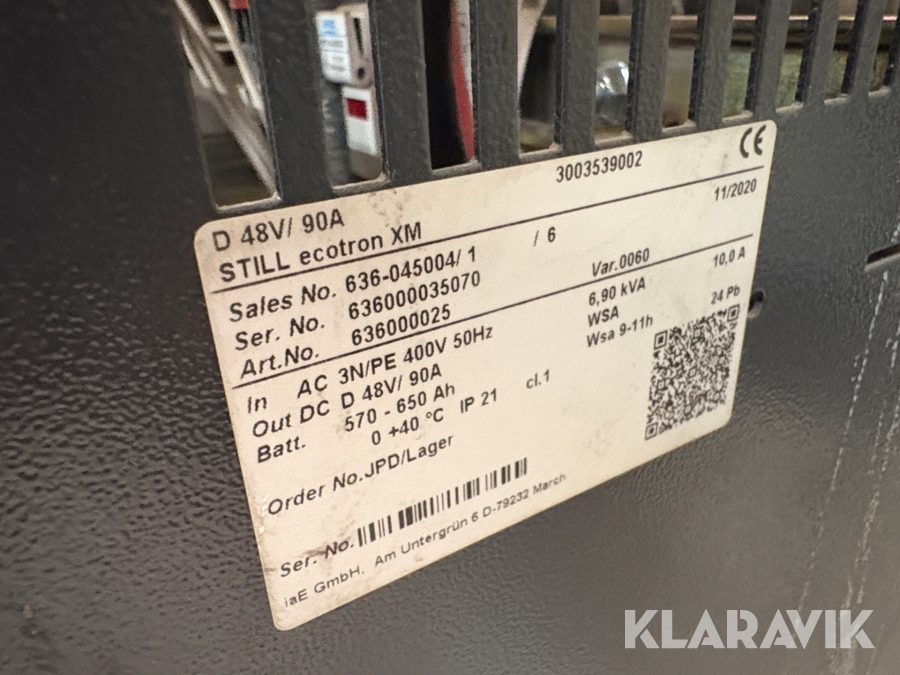 3003539002 CE
D 48V/ 90A 11/2020
STILL ecotron XM
Sales No. 636-045004/ 1 / 6
Ser. No. 636000035070 Var.0060 10,0 A
Art.No. 636000025 6,90 kVA
In AC 3N/PE 400V 50Hz WSA 24 Pb
Out DC D 48V/ 90A Wsa 9-11h
Batt. 570 - 650 Ah cl.1
0 +40 °C IP 21
Order No.JPD/Lager
Ser. No.
iaE GmbH, Am Untergrün 6 D-79232 March
KLARAVIK